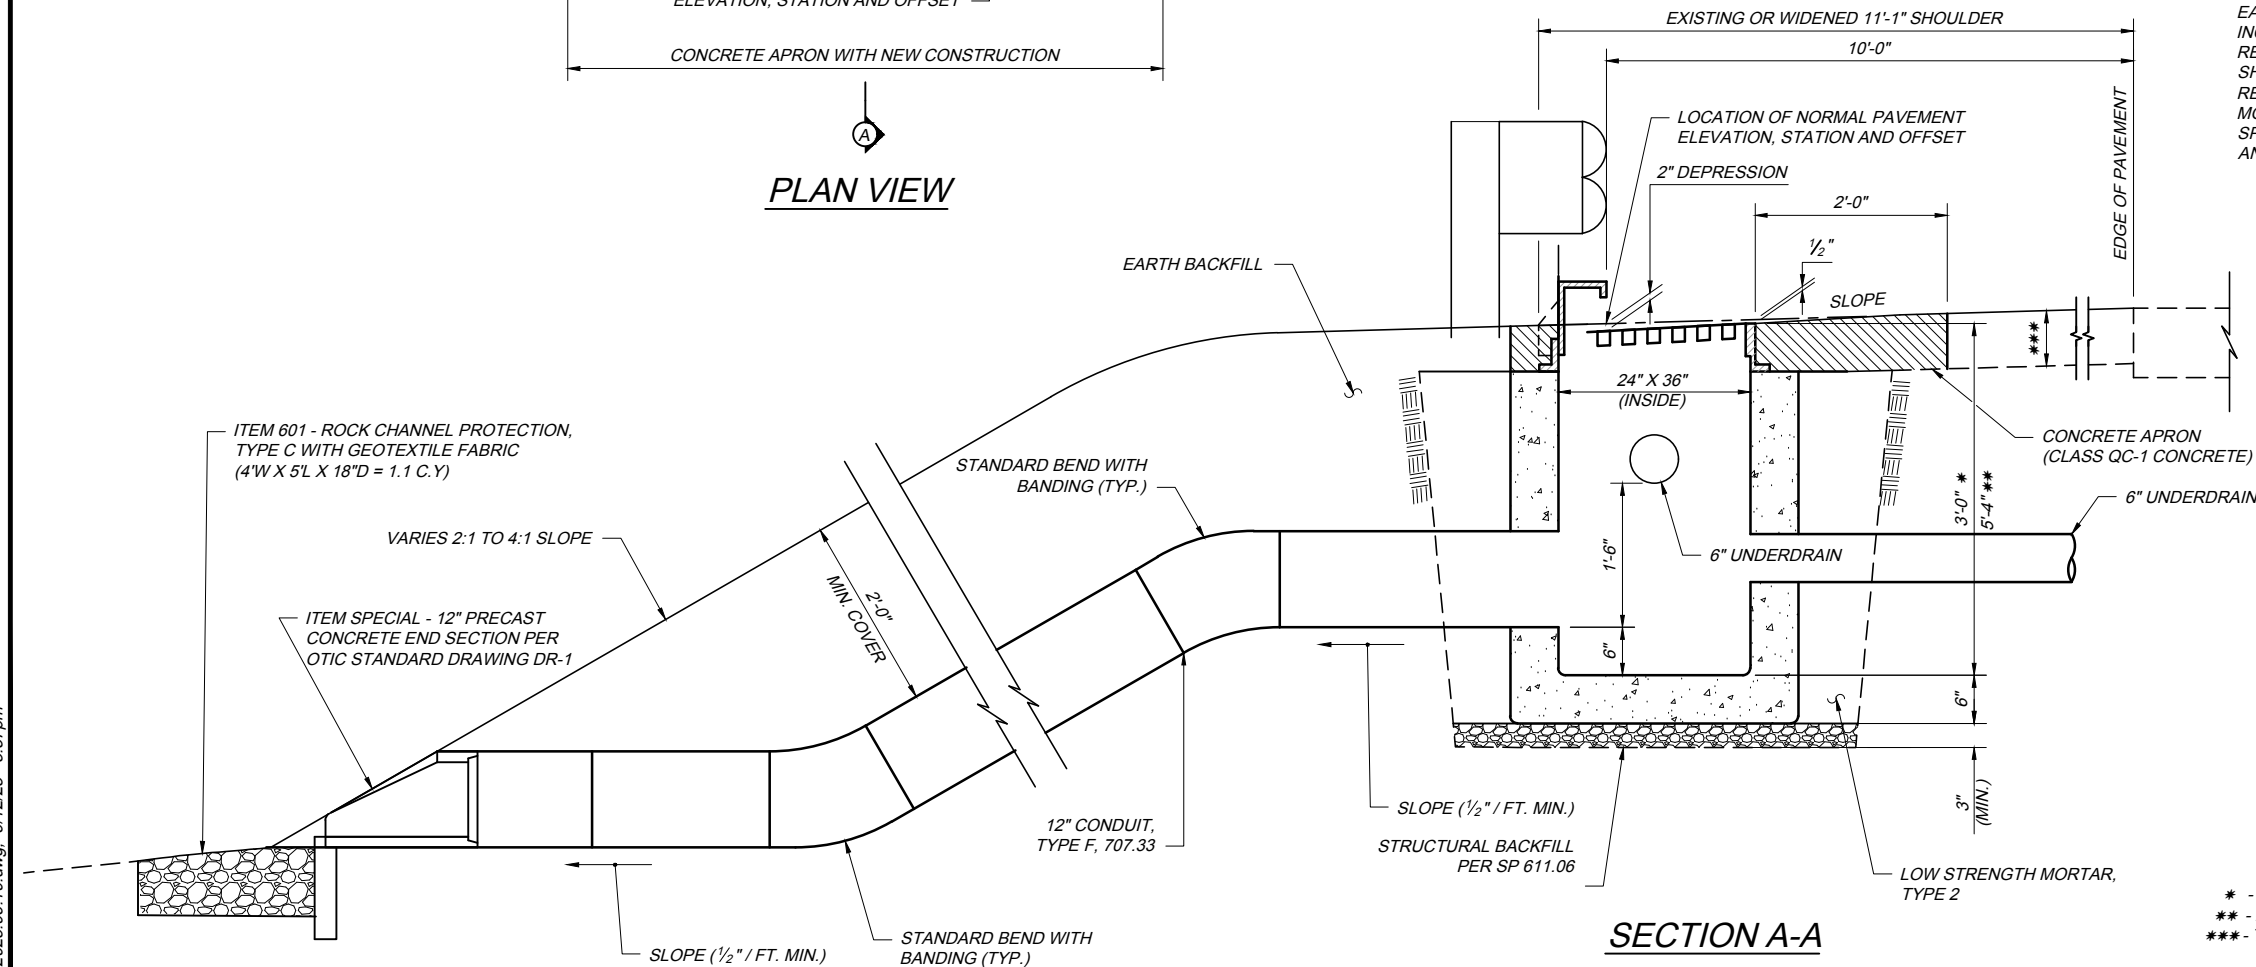 ELEVATION, STATION AND OFFSET
CONCRETE APRON WITH NEW CONSTRUCTION
A
PLAN VIEW
EXISTING OR WIDENED 11'-1" SHOULDER
10'-0"
LOCATION OF NORMAL PAVEMENT
ELEVATION, STATION AND OFFSET
2" DEPRESSION
2'-0"
1/2"
SLOPE
EDGE OF PAVEMENT
***
EARTH BACKFILL
24" X 36"
(INSIDE)
ITEM 601 - ROCK CHANNEL PROTECTION,
TYPE C WITH GEOTEXTILE FABRIC
(4'W X 5'L X 18"D = 1.1 C.Y)
STANDARD BEND WITH
BANDING (TYP.)
CONCRETE APRON
(CLASS QC-1 CONCRETE)
6" UNDERDRAIN
3'-0" *
5'-4" **
VARIES 2:1 TO 4:1 SLOPE
1'-6"
6" UNDERDRAIN
2'-0"
MIN. COVER
ITEM SPECIAL - 12" PRECAST
CONCRETE END SECTION PER
OTIC STANDARD DRAWING DR-1
6"
6"
3"
(MIN.)
12" CONDUIT,
TYPE F, 707.33
SLOPE (1/2" / FT. MIN.)
STRUCTURAL BACKFILL
PER SP 611.06
LOW STRENGTH MORTAR,
TYPE 2
SLOPE (1/2" / FT. MIN.)
STANDARD BEND WITH
BANDING (TYP.)
SECTION A-A
* -
** -
*** -